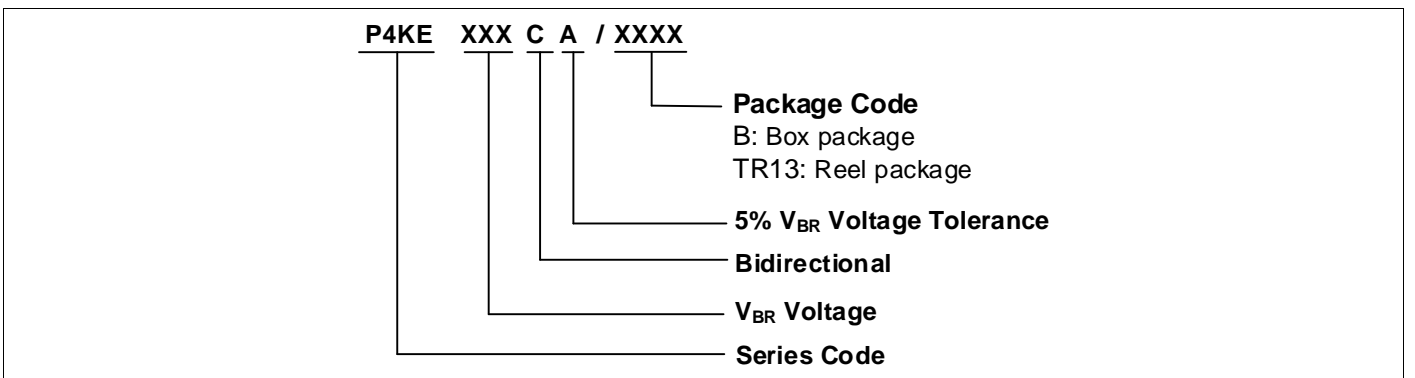 P4KE XXX C A / XXXX
Package Code
B: Box package
TR13: Reel package
5% VBR Voltage Tolerance
Bidirectional
VBR Voltage
Series Code